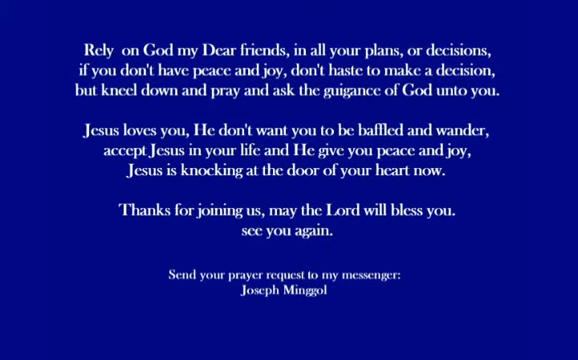 Rely on God my Dear friends, in all your plans, or decisions,
if you don't have peace and joy, don't haste to make a decision,
but kneel down and pray and ask the guigance of God unto you.
Jesus loves you, He don't want you to be baffled and wander,
accept Jesus in your life and He give you peace and joy,
Jesus is knocking at the door of your heart now.
Thanks for joining us, may the Lord will bless you.
see you again.
Send your prayer request to my messenger:
Joseph Minggol